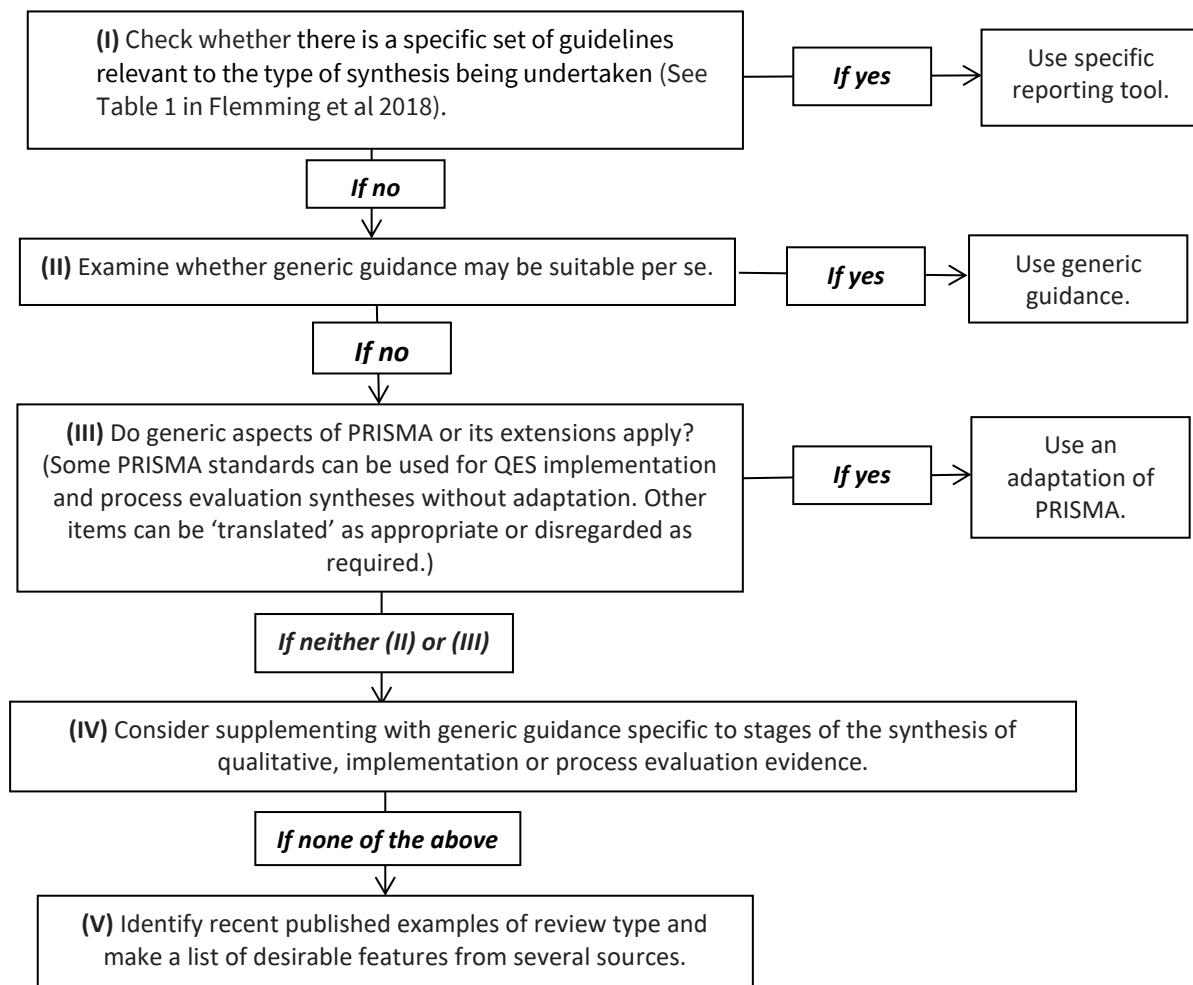 (I) Check whether there is a specific set of guidelines
relevant to the type of synthesis being undertaken (See
Table 1 in Flemming et al 2018).
If yes
Use specific
reporting tool.
If no
(II) Examine whether generic guidance may be suitable per se.
If yes
Use generic
guidance.
If no
(III) Do generic aspects of PRISMA or its extensions apply?
(Some PRISMA standards can be used for QES implementation
and process evaluation syntheses without adaptation. Other
items can be ‘translated’ as appropriate or disregarded as
required.)
If yes
Use an
adaptation of
PRISMA.
If neither (II) or (III)
(IV) Consider supplementing with generic guidance specific to stages of the synthesis of
qualitative, implementation or process evaluation evidence.
If none of the above
(V) Identify recent published examples of review type and
make a list of desirable features from several sources.